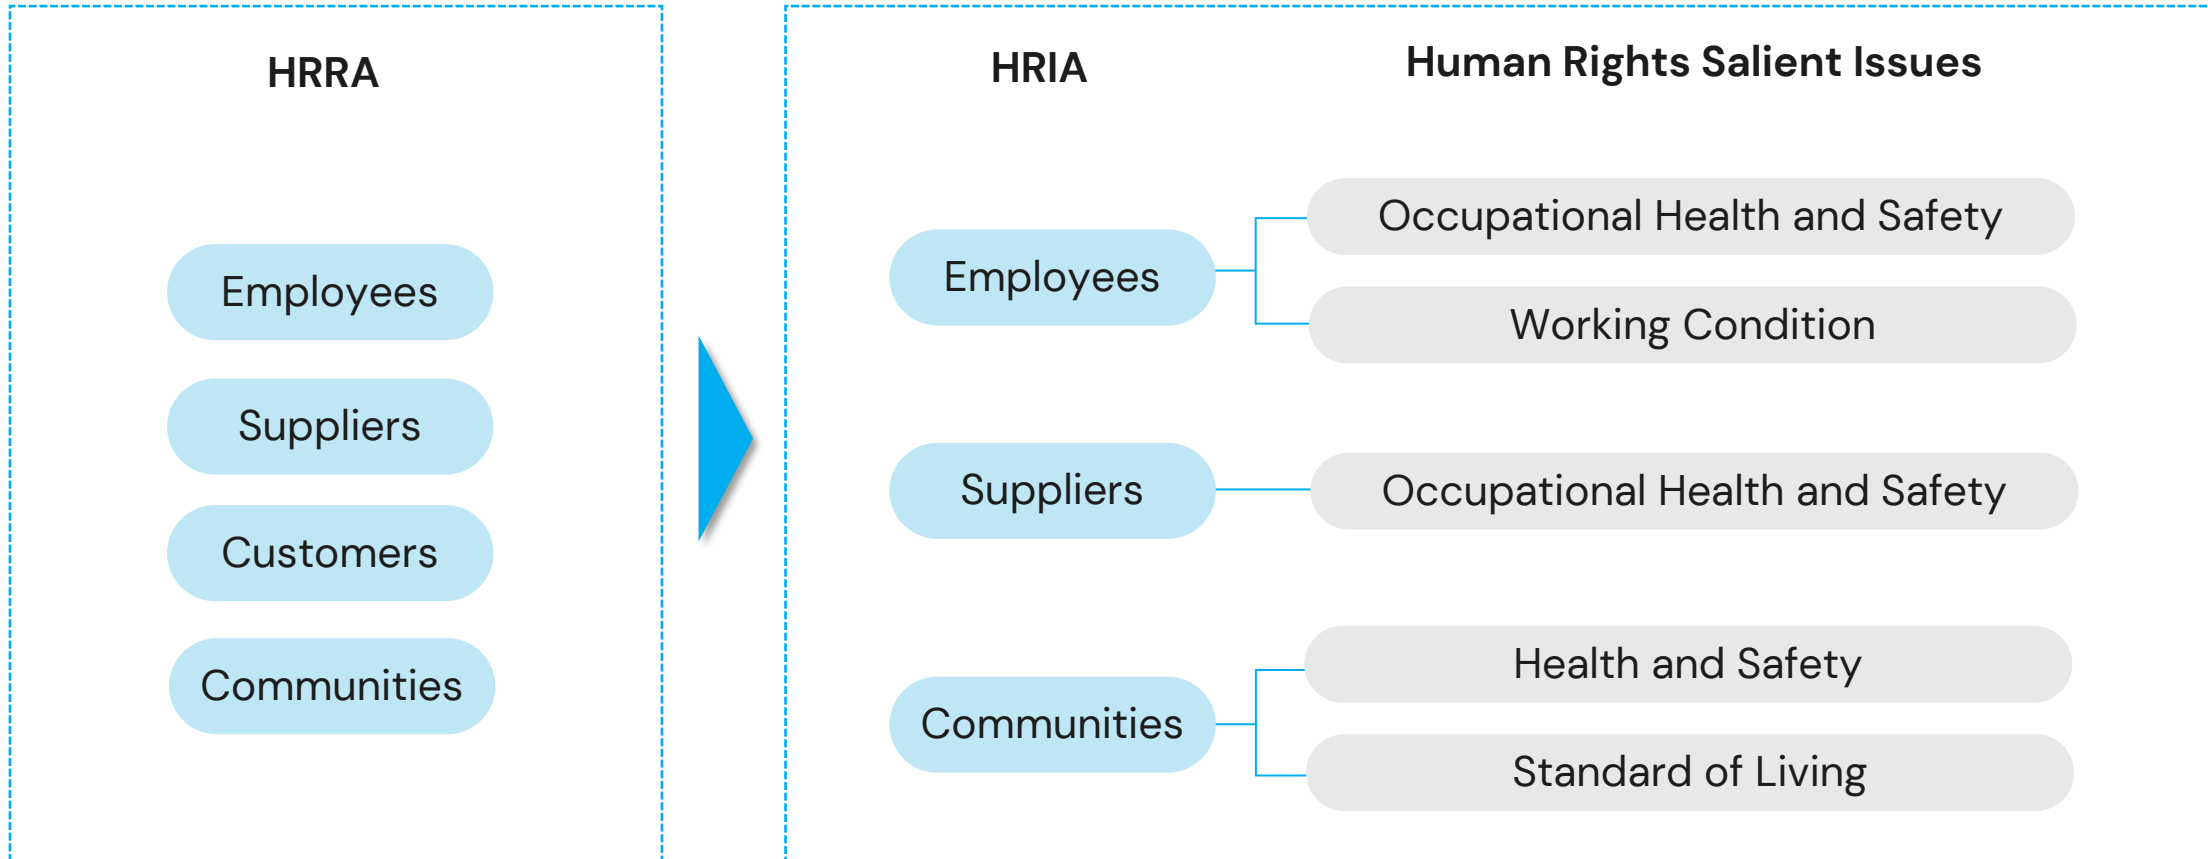 HRRA
Employees
Suppliers
Customers
Communities
HRIA
Human Rights Salient Issues
Employees
Occupational Health and Safety
Working Condition
Suppliers
Occupational Health and Safety
Communities
Health and Safety
Standard of Living